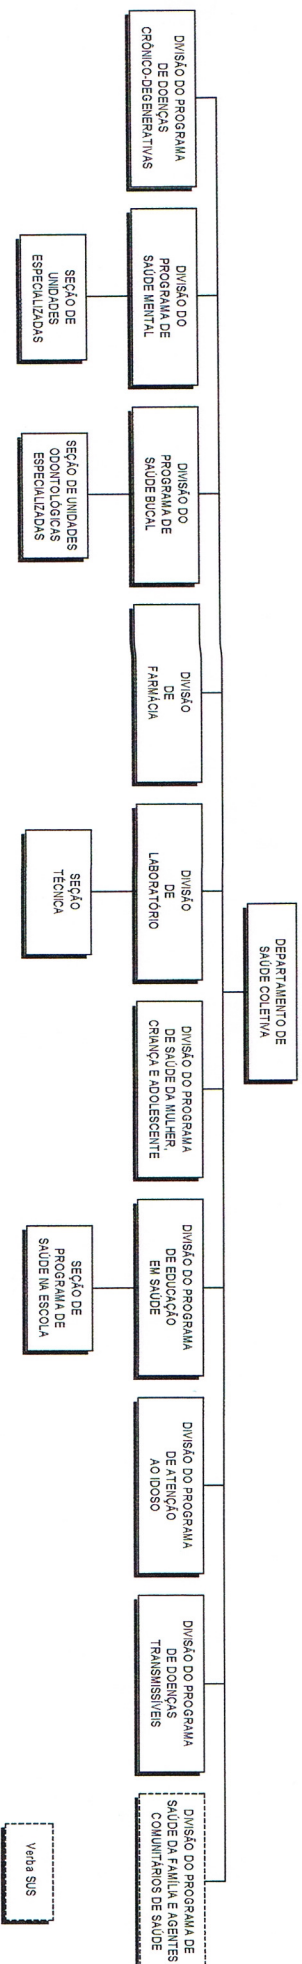 DEPARTAMENTO DE
SAÚDE COLETIVA
DIVISÃO DO PROGRAMA
DE DOENÇAS
CRÔNICO-DEGENERATIVAS
DIVISÃO DO
PROGRAMA DE
SAÚDE MENTAL
DIVISÃO DO
PROGRAMA DE
SAÚDE BUCAL
DIVISÃO
DE
FARMÁCIA
DIVISÃO
DE
LABORATÓRIO
DIVISÃO DO PROGRAMA
DE SAÚDE DA MULHER,
CRIANÇA E ADOLESCENTE
DIVISÃO DO PROGRAMA
DE EDUCAÇÃO
EM SAÚDE
DIVISÃO DO PROGRAMA
DE ATENÇÃO
AO IDOSO
DIVISÃO DO PROGRAMA
DE DOENÇAS
TRANSMISSÍVEIS
DIVISÃO DO PROGRAMA DE
SAÚDE DA FAMÍLIA E AGENTES
COMUNITÁRIOS DE SAÚDE
SEÇÃO DE
UNIDADES
ESPECIALIZADAS
SEÇÃO DE UNIDADES
ODONTOLÓGICAS
ESPECIALIZADAS
SEÇÃO
TÉCNICA
SEÇÃO DE
PROGRAMA DE
SAÚDE NA ESCOLA
Verba SUS